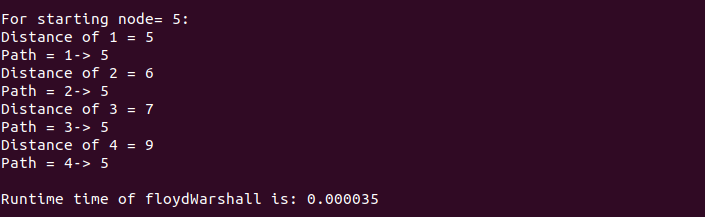 For starting node= 5:
Distance of 1 = 5
Path = 1-> 5
Distance of 2 = 6
Path = 2-> 5
Distance of 3 = 7
Path = 3-> 5
Distance of 4 = 9
Path = 4-> 5
Runtime time of floydWarshall is: 0.000035